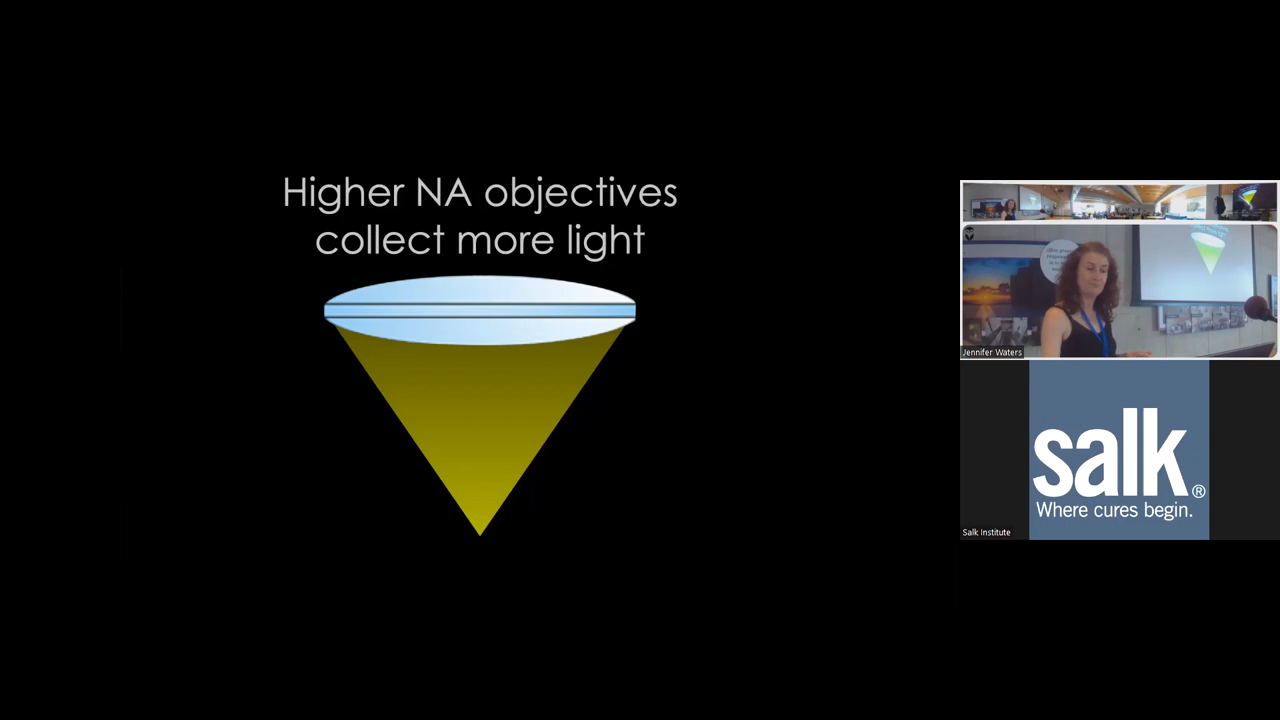 Higher NA objectives
collect more light
Jennifer Waters
salk®
Where cures begin.
Salk Institute